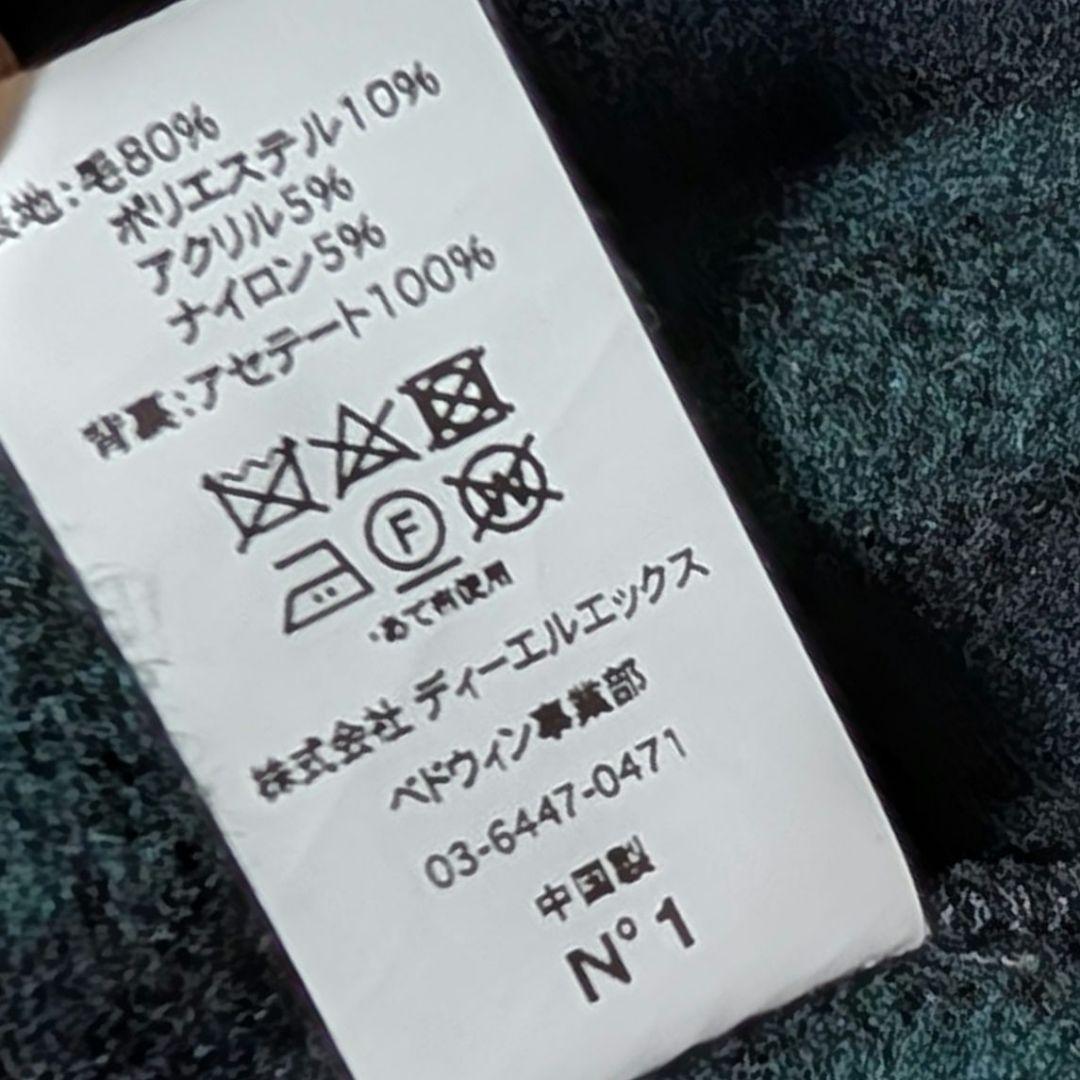 表地:毛80%
ポリエステル10%
アクリル5%
ナイロン5%
背裏:アセテート100%
F
W
・あて布使用
株式会社 ディーエルエックス
ベドウィン事業部
03-6447-0471
中国製
N°1